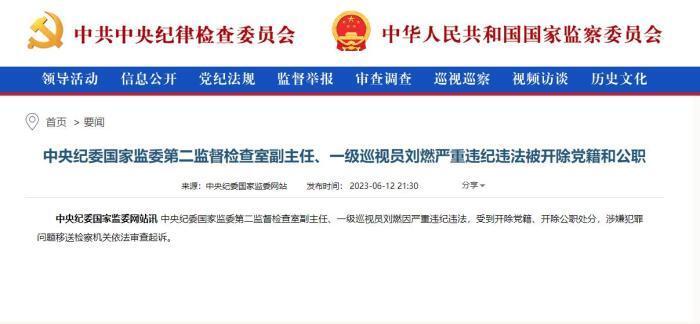 中共中央纪律检查委员会 中华人民共和国国家监察委员会
领导活动 信息公开 党纪法规 监督举报 审查调查 巡视巡察 视频访谈 历史文化
首页 > 要闻
中央纪委国家监委第二监督检查室副主任、一级巡视员刘燃严重违纪违法被开除党籍和公职
来源：中央纪委国家监委网站 发布时间：2023-06-12 21:30 分享
中央纪委国家监委网站讯 中央纪委国家监委第二监督检查室副主任、一级巡视员刘燃因严重违纪违法，受到开除党籍、开除公职处分，涉嫌犯罪
问题移送检察机关依法审查起诉。